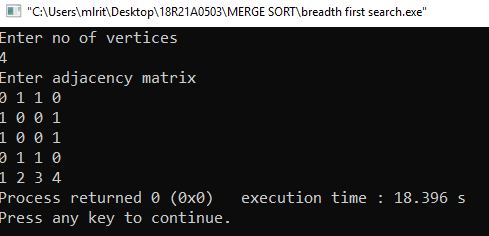 "C:\Users\mlrit\Desktop\18R21A0503\MERGE SORT\breadth first search.exe"
Enter no of vertices
4
Enter adjacency matrix
0 1 1 0
1 0 0 1
1 0 0 1
0 1 1 0
1 2 3 4
Process returned 0 (0x0)   execution time : 18.396 s
Press any key to continue.